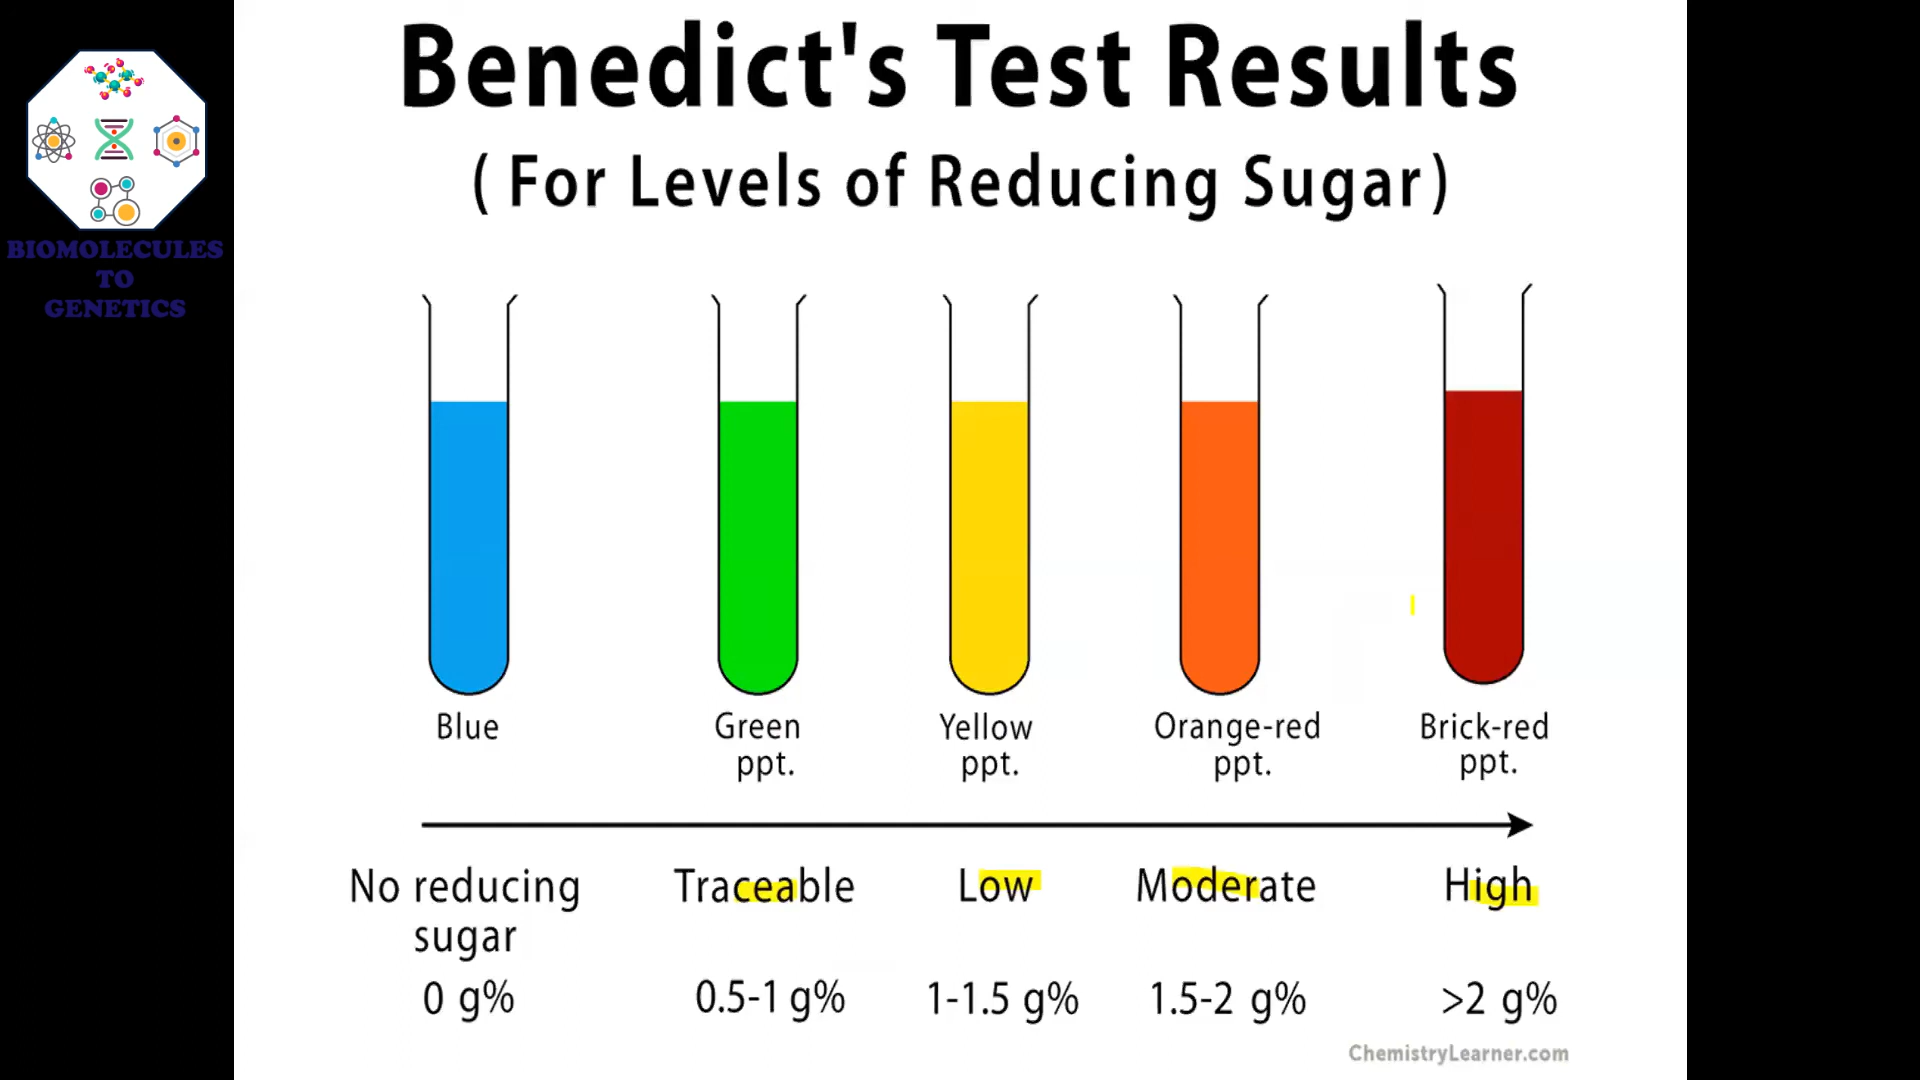 Benedict's Test Results
( For Levels of Reducing Sugar)
BIOMOLECULES
TO
GENETICS
Blue
Green
ppt.
Yellow
ppt.
Orange-red
ppt.
Brick-red
ppt.
No reducing
sugar
Traceable
Low
Moderate
High
0 g%
0.5-1 g%
1-1.5 g%
1.5-2 g%
>2 g%
ChemistryLearner.com